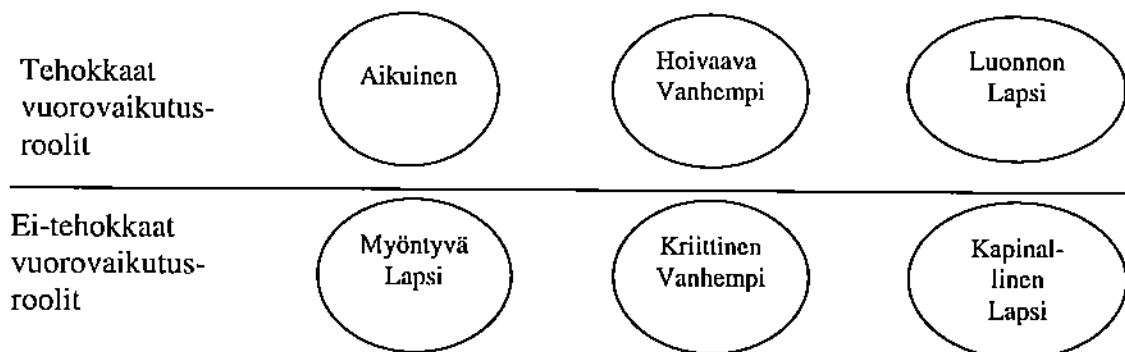 Tehokkaat
vuorovaikutus-
roolit
Aikuinen
Hoivaava
Vanhempi
Luonnon
Lapsi
Ei-tehokkaat
vuorovaikutus-
roolit
Myöntyvä
Lapsi
Kriittinen
Vanhempi
Kapinal-
linen
Lapsi